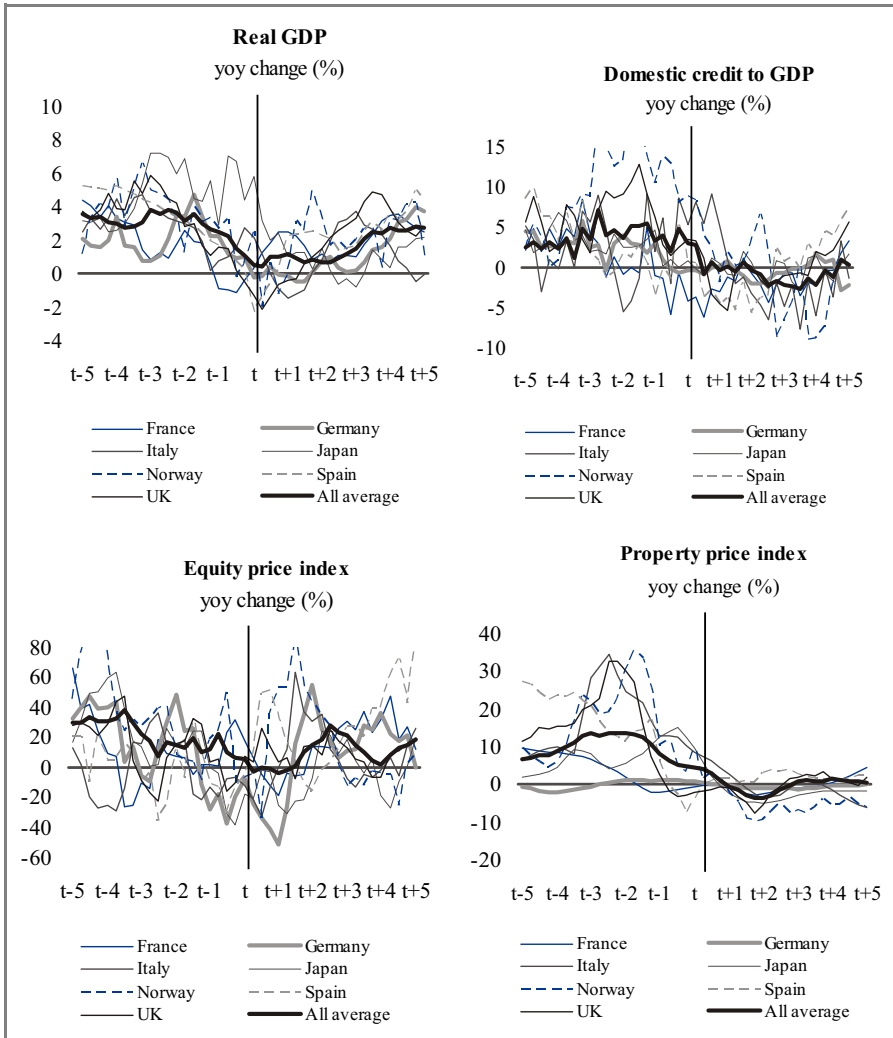 Real GDP
yoy change (%)
10
8
6
4
2
0
-2
-4
t-5 t-4 t-3 t-2 t-1 t t+1 t+2 t+3 t+4 t+5
France Germany
Italy Japan
Norway Spain
UK All average
Domestic credit to GDP
yoy change (%)
15
10
5
0
-5
-10
t-5 t-4 t-3 t-2 t-1 t t+1 t+2 t+3 t+4 t+5
France Germany
Italy Japan
Norway Spain
UK All average
Equity price index
yoy change (%)
80
60
40
20
0
-20
-40
-60
t-5 t-4 t-3 t-2 t-1 t t+1 t+2 t+3 t+4 t+5
France Germany
Italy Japan
Norway Spain
UK All average
Property price index
yoy change (%)
40
30
20
10
0
-10
-20
t-5 t-4 t-3 t-2 t-1 t t+1 t+2 t+3 t+4 t+5
France Germany
Italy Japan
Norway Spain
UK All average